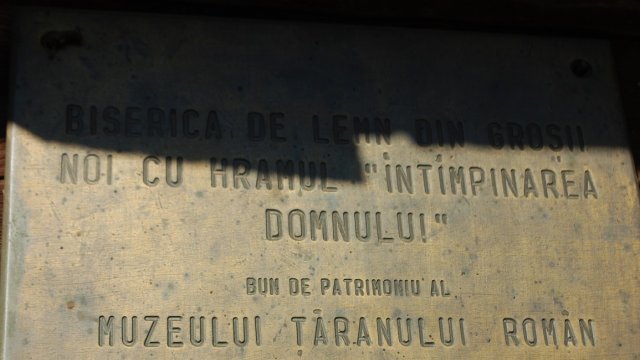 BISERICA DE LEMN DIN GROSII
NOI CU HRAMUL "ÎNTÎMPINAREA
DOMNULUI"
BUN DE PATRIMONIU AL
MUZEULUI ȚĂRANULUI ROMÂN